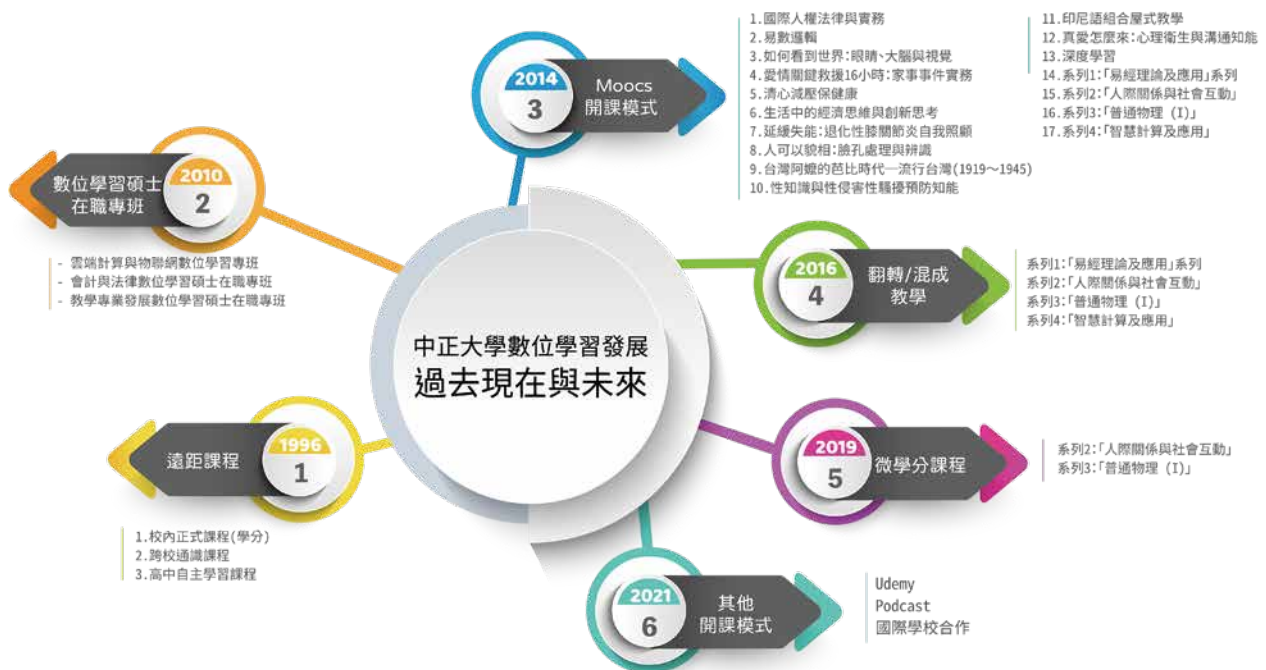 中正大學數位學習發展
過去現在與未來
1996
1
遠距課程
1.校內正式課程(學分)
2.跨校通識課程
3.高中自主學習課程
2010
2
數位學習碩士
在職專班
- 雲端計算與物聯網數位學習專班
- 會計與法律數位學習碩士在職專班
- 教學專業發展數位學習碩士在職專班
2014
3
Moocs
開課模式
1.國際人權法律與實務
2.易數邏輯
3.如何看到世界:眼睛、大腦與視覺
4.愛情關鍵救援16小時:家事事件實務
5.清心減壓保健康
6.生活中的經濟思維與創新思考
7.延緩失能:退化性膝關節炎自我照顧
8.人可以貌相:臉孔處理與辨識
9.台灣阿嬤的芭比時代—流行台灣(1919～1945)
10.性知識與性侵害性騷擾預防知能
11.印尼語組合屋式教學
12.真愛怎麼來:心理衛生與溝通知能
13.深度學習
14.系列1:「易經理論及應用」系列
15.系列2:「人際關係與社會互動」
16.系列3:「普通物理 (I)」
17.系列4:「智慧計算及應用」
2016
4
翻轉/混成
教學
系列1:「易經理論及應用」系列
系列2:「人際關係與社會互動」
系列3:「普通物理 (I)」
系列4:「智慧計算及應用」
2019
5
微學分課程
系列2:「人際關係與社會互動」
系列3:「普通物理 (I)」
2021
6
其他
開課模式
Udemy
Podcast
國際學校合作